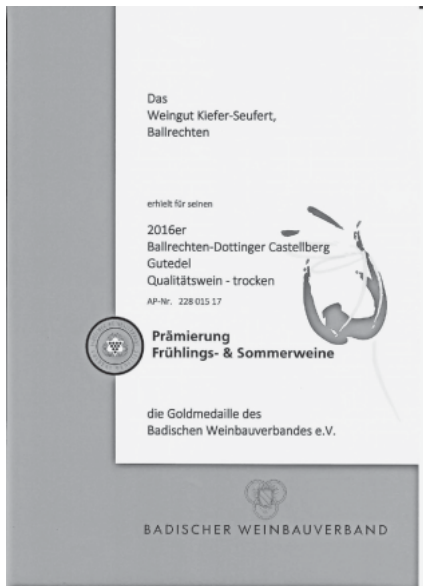 Das
Weingut Kiefer-Seufert,
Ballrechten
erhielt für seinen
2016er
Ballrechten-Dottinger Castellberg
Gutedel
Qualitätswein - trocken
AP-Nr. 228 015 17
Prämierung
Frühlings- & Sommerweine
die Goldmedaille des
Badischen Weinbauverbandes e.V.
BADISCHER WEINBAUVERBAND